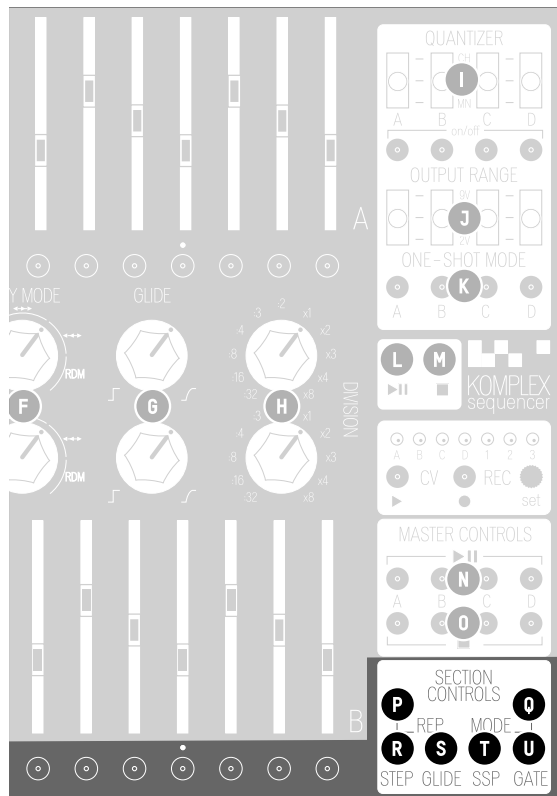 QUANTIZER
CH
I
MN
A B C D
on/off
OUTPUT RANGE
9V
J
2V
A
ONE-SHOT MODE
K
A B C D
Y MODE GLIDE
-2
-3 x1
-4 x2
-8 x3
-16 x4
-32 x8
RDM
F G H
DIVISION
-3 x1
-4 x2
-8 x3
-16 x4
-32 x8
RDM
L M
KOMPLEX
sequencer
A B C D 1 2 3
CV REC
set
MASTER CONTROLS
N
A B C D
O
B
SECTION
CONTROLS
P Q
REP MODE
R S T U
STEP GLIDE SSP GATE